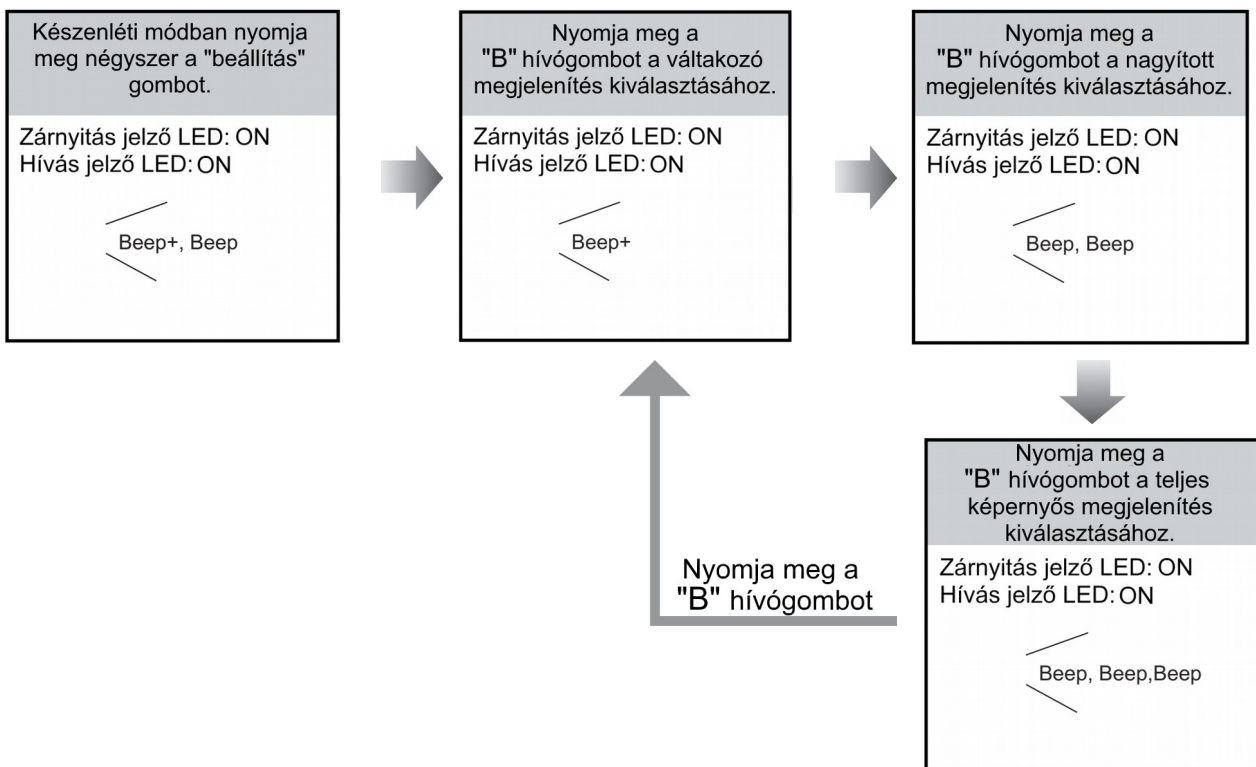 Készenléti módban nyomja
meg négyszer a "beállítás"
gombot.
Zárnyitás jelző LED: ON
Hívás jelző LED: ON
Beep+, Beep
Nyomja meg a
"B" hívógombot a váltakozó
megjelenítés kiválasztásához.
Zárnyitás jelző LED: ON
Hívás jelző LED: ON
Beep+
Nyomja meg a
"B" hívógombot a nagyított
megjelenítés kiválasztásához.
Zárnyitás jelző LED: ON
Hívás jelző LED: ON
Beep, Beep
Nyomja meg a
"B" hívógombot a teljes
képernyős megjelenítés
kiválasztásához.
Zárnyitás jelző LED: ON
Hívás jelző LED: ON
Beep, Beep,Beep
Nyomja meg a
"B" hívógombot